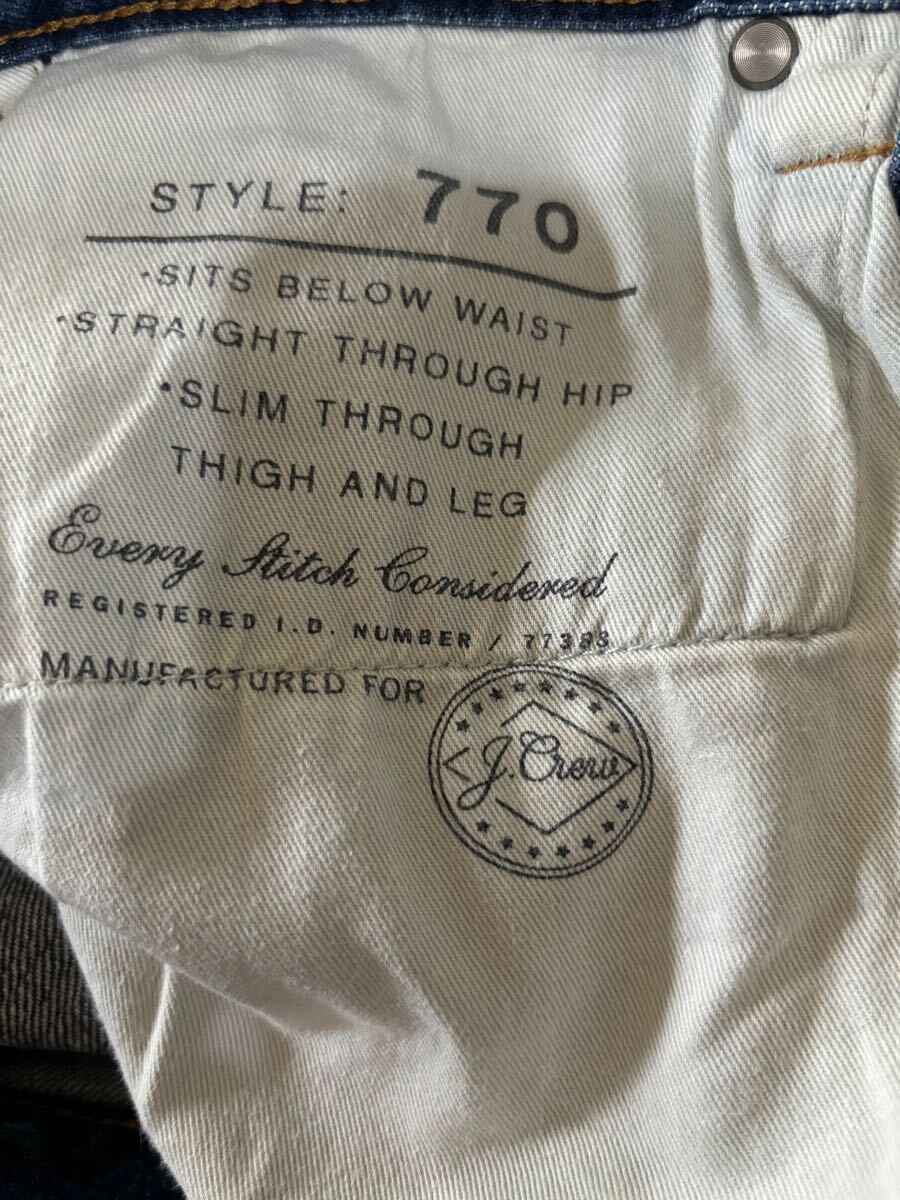 STYLE: 770
•SITS BELOW WAIST
•STRAIGHT THROUGH HIP
•SLIM THROUGH
THIGH AND LEG
Every Stitch Considered
REGISTERED I.D. NUMBER / 77388
MANUFACTURED FOR
J.Crew